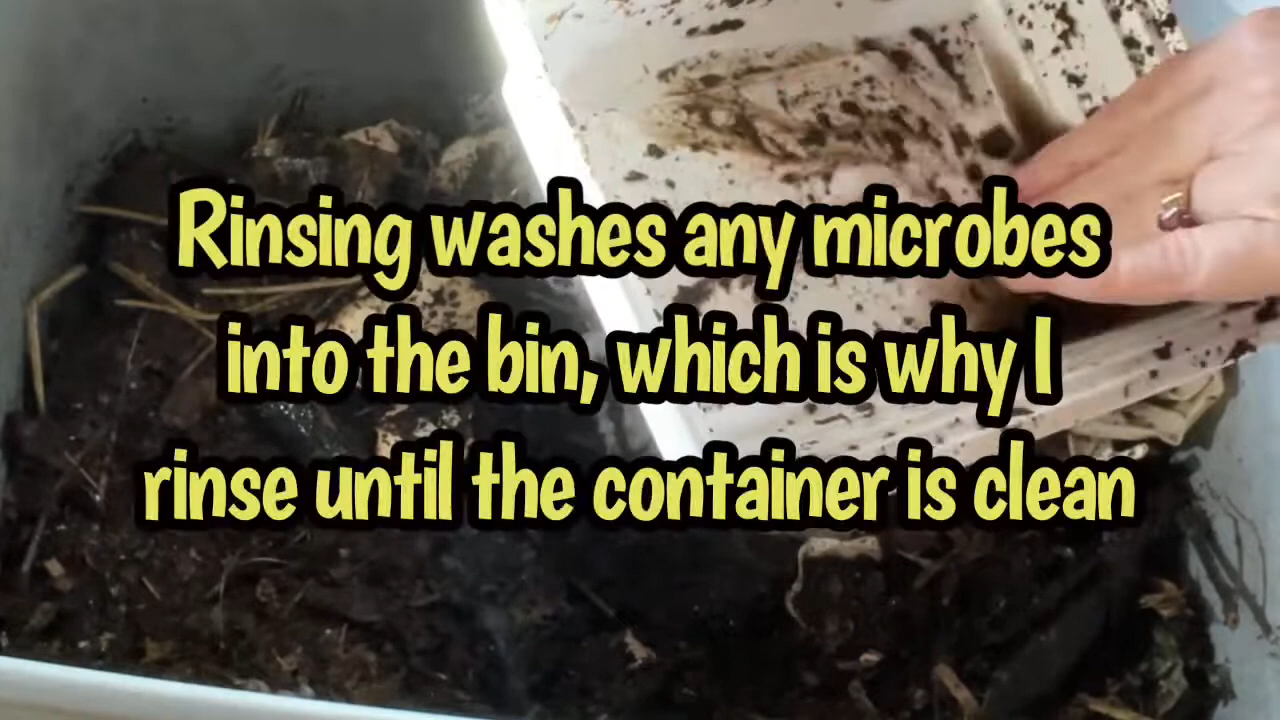 Rinsing washes any microbes
into the bin, which is why I
rinse until the container is clean